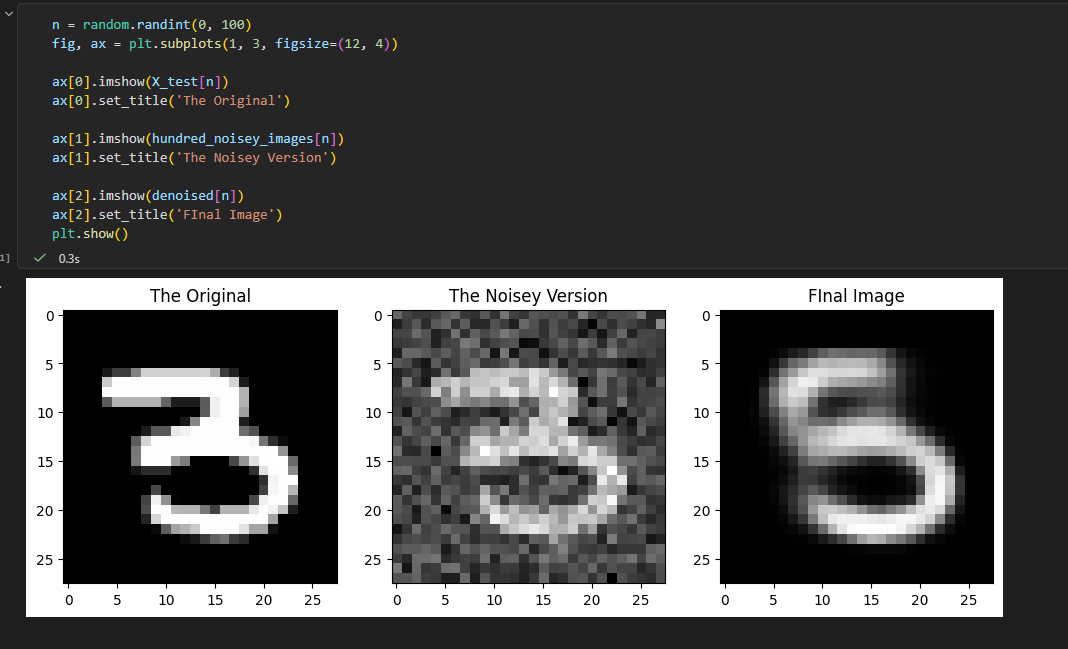 n = random.randint(0, 100)
fig, ax = plt.subplots(1, 3, figsize=(12, 4))
ax[0].imshow(X_test[n])
ax[0].set_title('The Original')
ax[1].imshow(hundred_noisey_images[n])
ax[1].set_title('The Noisey Version')
ax[2].imshow(denoised[n])
ax[2].set_title('FInal Image')
plt.show()
1] 0.3s
The Original The Noisey Version FInal Image
0 0 0
5 5 5
10 10 10
15 15 15
20 20 20
25 25 25
0 5 10 15 20 25 0 5 10 15 20 25 0 5 10 15 20 25